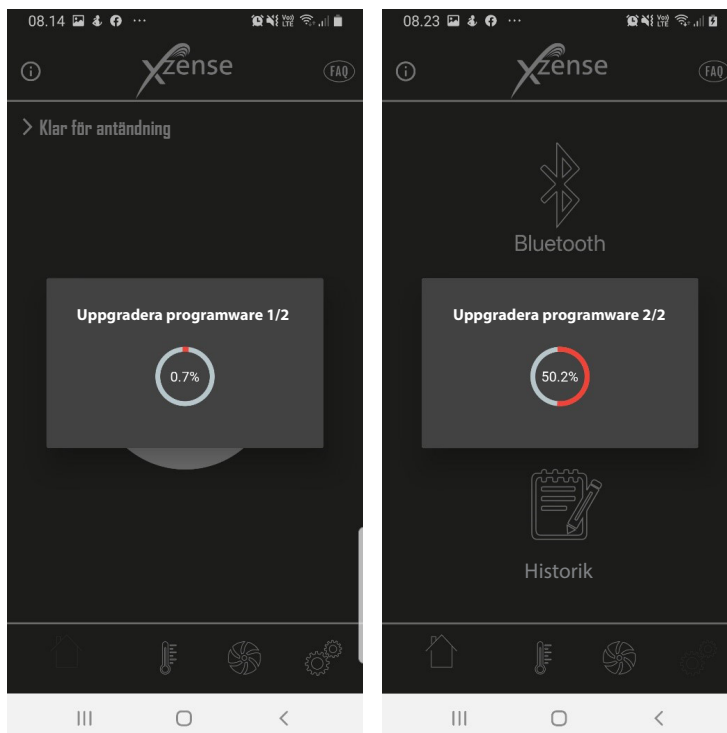 08.14
Xzense
FAQ
> Klar för antändning
Uppgradera programware 1/2
0.7%
08.23
Xzense
FAQ
Bluetooth
Uppgradera programware 2/2
50.2%
Historik